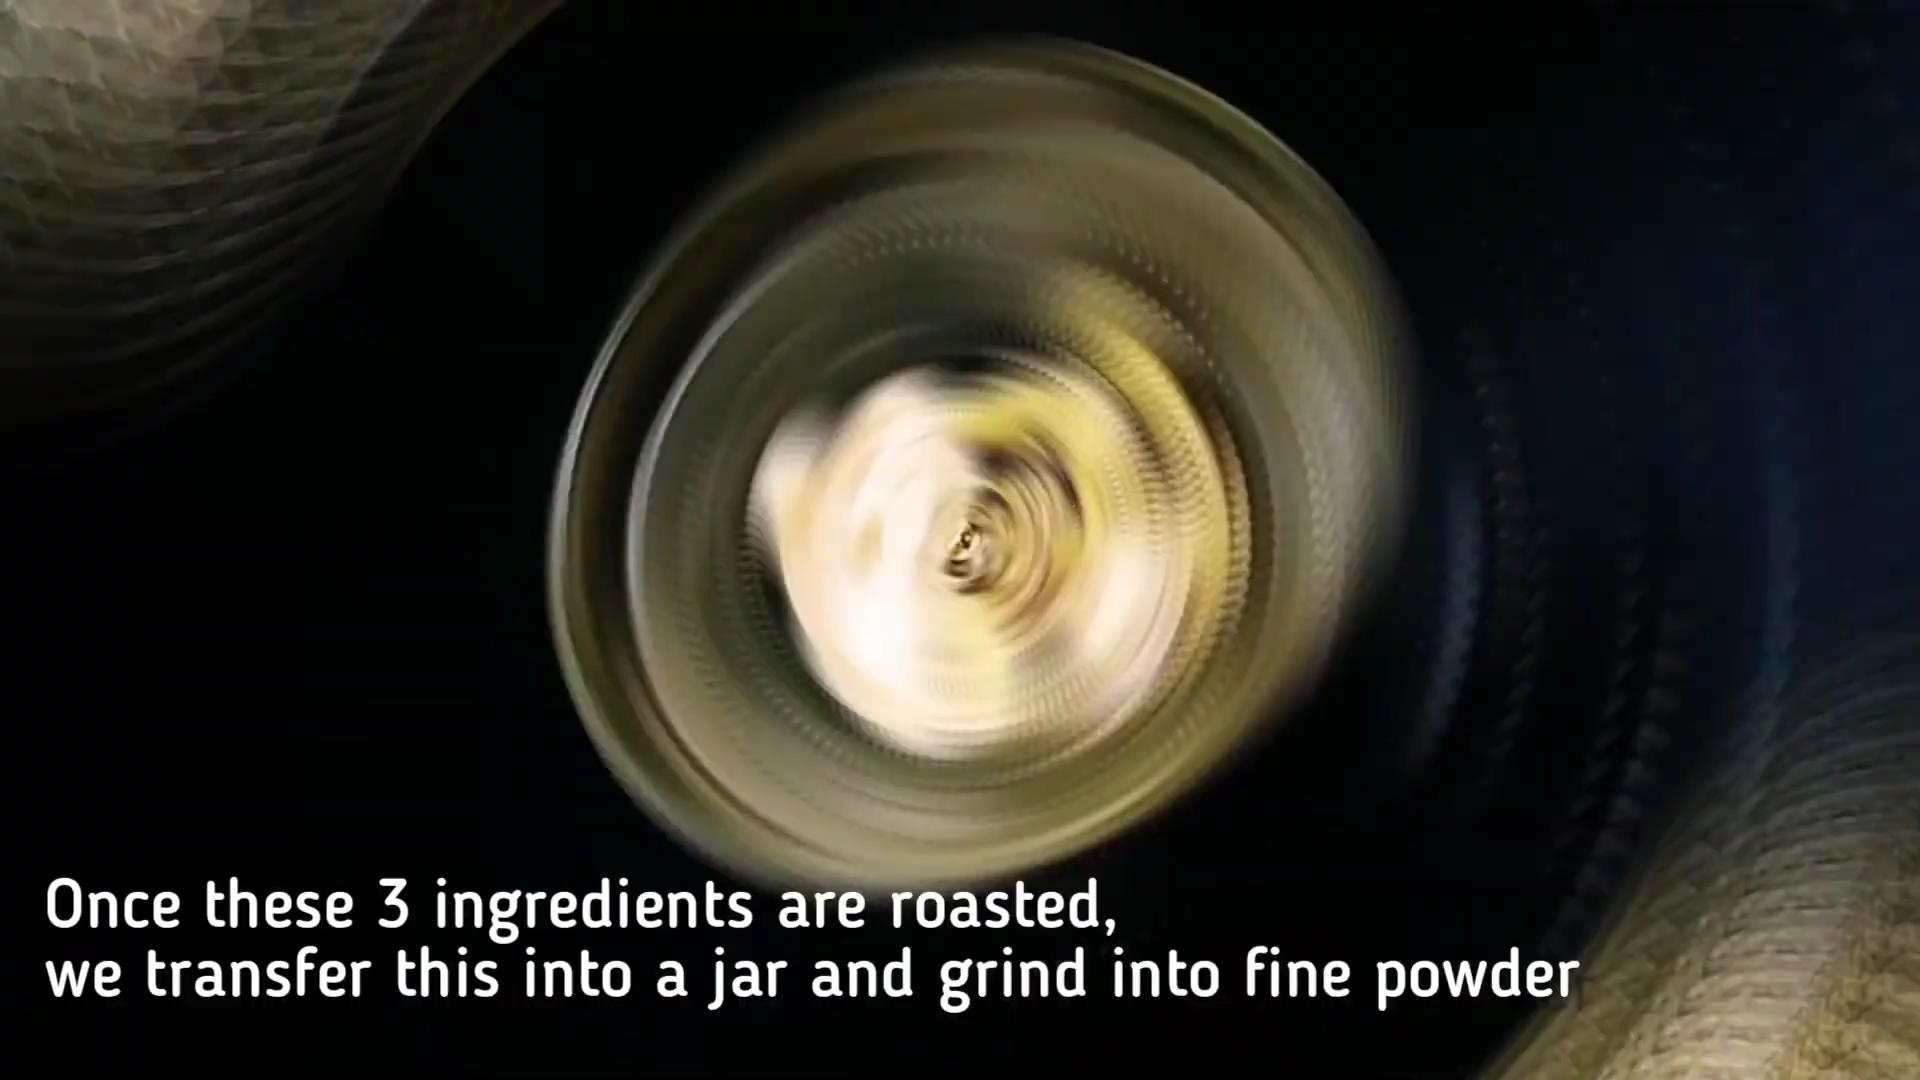 Once these 3 ingredients are roasted,
we transfer this into a jar and grind into fine powder